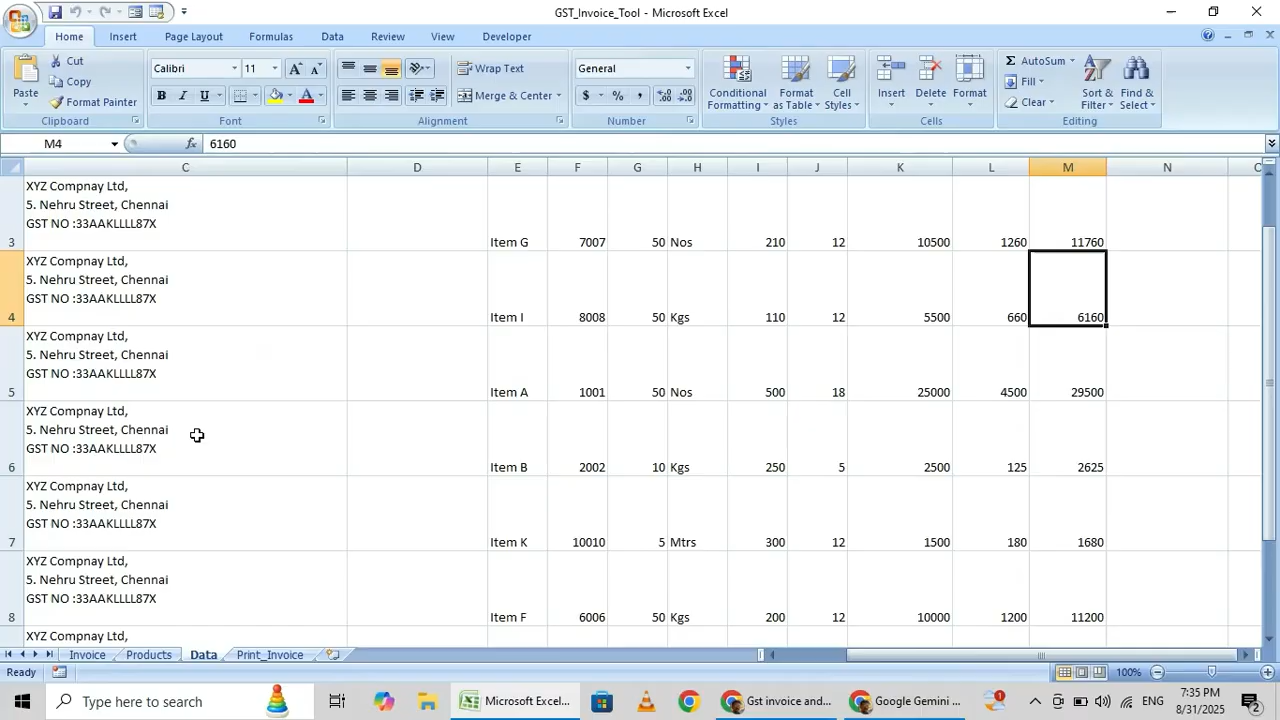 GST_Invoice_Tool - Microsoft Excel
Home Insert Page Layout Formulas Data Review View Developer
Paste Cut Copy Format Painter Clipboard
Calibri 11 Font
Wrap Text Merge & Center Alignment
General Number
Conditional Formatting Format as Table Cell Styles Styles
Insert Delete Format Cells
AutoSum Fill Clear Sort & Filter Find & Select Editing
M4 fx 6160
C D E F G H I J K L M N
XYZ Compnay Ltd,
5. Nehru Street, Chennai
GST NO :33AAKLLLL87X
3 Item G 7007 50 Nos 210 12 10500 1260 11760
XYZ Compnay Ltd,
5. Nehru Street, Chennai
GST NO :33AAKLLLL87X
4 Item I 8008 50 Kgs 110 12 5500 660 6160
XYZ Compnay Ltd,
5. Nehru Street, Chennai
GST NO :33AAKLLLL87X
5 Item A 1001 50 Nos 500 18 25000 4500 29500
XYZ Compnay Ltd,
5. Nehru Street, Chennai
GST NO :33AAKLLLL87X
6 Item B 2002 10 Kgs 250 5 2500 125 2625
XYZ Compnay Ltd,
5. Nehru Street, Chennai
GST NO :33AAKLLLL87X
7 Item K 10010 5 Mtrs 300 12 1500 180 1680
XYZ Compnay Ltd,
5. Nehru Street, Chennai
GST NO :33AAKLLLL87X
8 Item F 6006 50 Kgs 200 12 10000 1200 11200
XYZ Compnay Ltd,
Invoice Products Data Print_Invoice
Ready 100%
Type here to search Microsoft Excel... Gst invoice and... Google Gemini ... 1 ENG 7:35 PM 8/31/2025 2